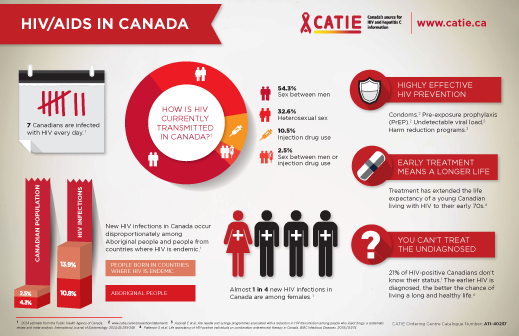 HIV/AIDS IN CANADA
CATIE
Canada's source for
HIV and hepatitis C
information
www.catie.ca
7 Canadians are infected
with HIV every day.¹
HOW IS HIV
CURRENTLY
TRANSMITTED
IN CANADA?¹
54.3%
Sex between men
32.6%
Heterosexual sex
10.5%
Injection drug use
2.5%
Sex between men or
injection drug use
HIGHLY EFFECTIVE
HIV PREVENTION
Condoms.² Pre-exposure prophylaxis
(PrEP).² Undetectable viral load.²
Harm reduction programs.³
EARLY TREATMENT
MEANS A LONGER LIFE
Treatment has extended the life
expectancy of a young Canadian
living with HIV to their early 70s.⁴
YOU CAN'T TREAT
THE UNDIAGNOSED
21% of HIV-positive Canadians don't
know their status.¹ The earlier HIV is
diagnosed, the better the chance of
living a long and healthy life.⁴
CANADIAN POPULATION
HIV INFECTIONS
2.5%
4.3%
13.9%
10.8%
New HIV infections in Canada occur
disproportionately among
Aboriginal people and people from
countries where HIV is endemic.¹
PEOPLE BORN IN COUNTRIES
WHERE HIV IS ENDEMIC
ABORIGINAL PEOPLE
Almost 1 in 4 new HIV infections in
Canada are among females.¹
CATIE Ordering Centre Catalogue Number: ATI-40257